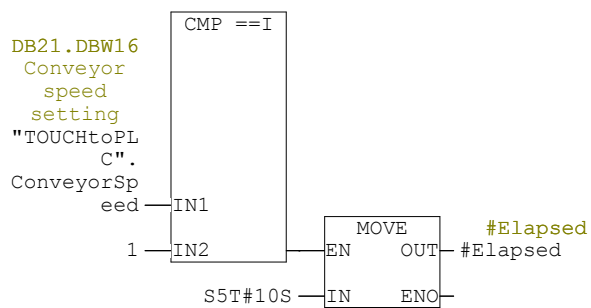 CMP ==I
DB21.DBW16
Conveyor
speed
setting
"TOUCHtoPL
C".
ConveyorSp
eed IN1
1 IN2
MOVE
#Elapsed
EN OUT #Elapsed
S5T#10S IN ENO